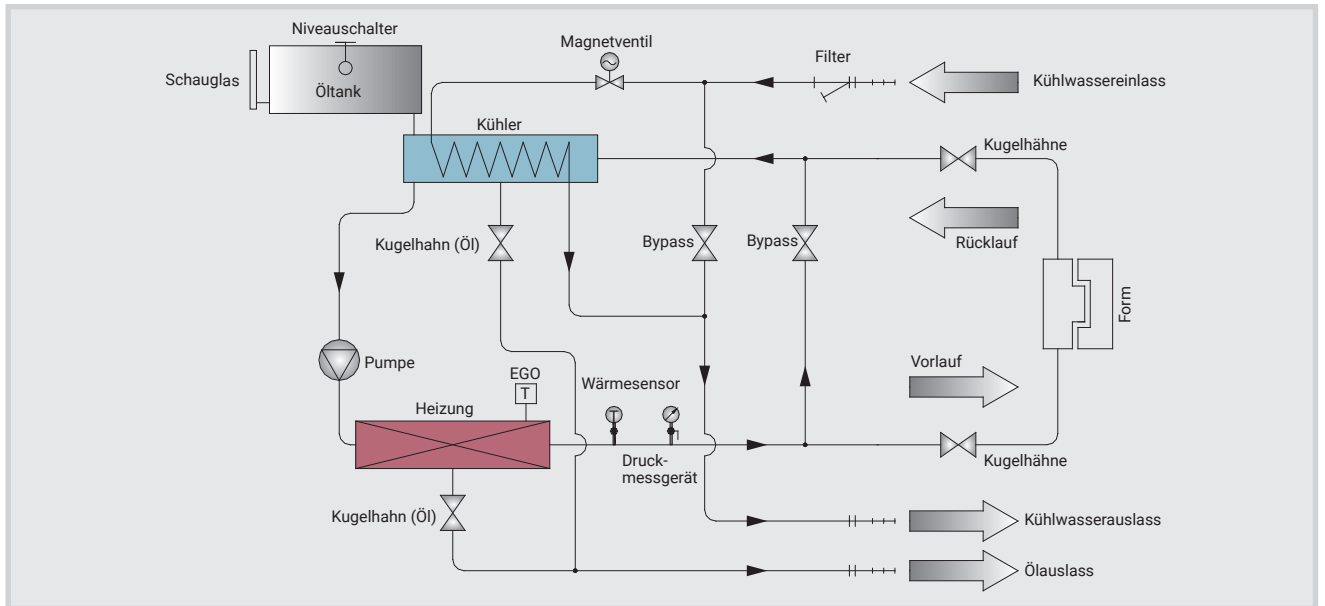 Niveauschalter
Magnetventil
Filter
Schauglas
Öltank
Kühlwassereinlass
Kühler
Kugelhähne
Kugelhahn (Öl)
Bypass
Bypass
Rücklauf
Form
Pumpe
EGO
T
Wärmesensor
Vorlauf
Heizung
T
Druck-
messgerät
Kugelhähne
Kugelhahn (Öl)
Kühlwasserauslass
Ölauslass